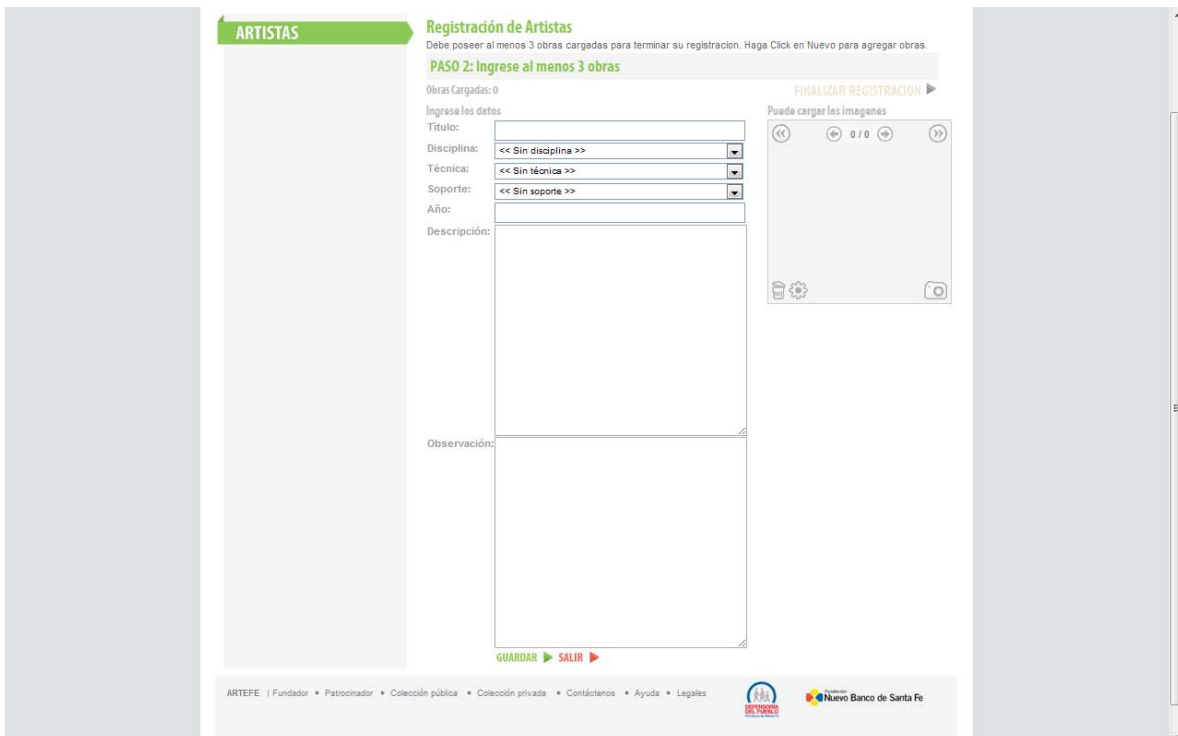 ARTISTAS
Registración de Artistas
Debe poseer al menos 3 obras cargadas para terminar su registracion. Haga Click en Nuevo para agregar obras.
PASO 2: Ingrese al menos 3 obras
Obras Cargadas: 0
FINALIZAR REGISTRACION
Ingrese los datos
Puede cargar las imagenes
Título:
0 / 0
Disciplina: << Sin disciplina >>
Técnica: << Sin técnica >>
Soporte: << Sin soporte >>
Año:
Descripción:
Observación:
GUARDAR SALIR
ARTEFE | Fundador • Patrocinador • Colección pública • Colección privada • Contáctenos • Ayuda • Legales
DEFENSORIA
DEL PUEBLO
Fundación
Nuevo Banco de Santa Fe